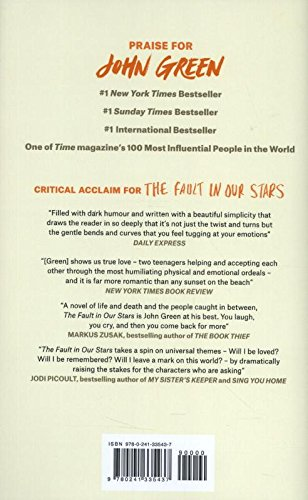 PRAISE FOR
JOHN GREEN
#1 New York Times Bestseller
#1 Sunday Times Bestseller
#1 International Bestseller
One of Time magazine's 100 Most Influential People in the World
CRITICAL ACCLAIM FOR THE FAULT IN OUR STARS
"Filled with dark humour and written with a beautiful simplicity that
draws the reader in so deeply that it's not just the twist and turns but
the gentle bends and curves that you feel tugging at your emotions"
DAILY EXPRESS
"[Green] shows us true love – two teenagers helping and accepting each
other through the most humiliating physical and emotional ordeals –
and it is far more romantic than any sunset on the beach"
NEW YORK TIMES BOOK REVIEW
"A novel of life and death and the people caught in between,
The Fault in Our Stars is John Green at his best. You laugh,
you cry, and then you come back for more"
MARKUS ZUSAK, bestselling author of THE BOOK THIEF
"The Fault in Our Stars takes a spin on universal themes – Will I be loved?
Will I be remembered? Will I leave a mark on this world? – by dramatically
raising the stakes for the characters who are asking"
JODI PICOULT, bestselling author of MY SISTER'S KEEPER and SING YOU HOME
ISBN 978-0-241-33543-7
90000
9 780241 335437